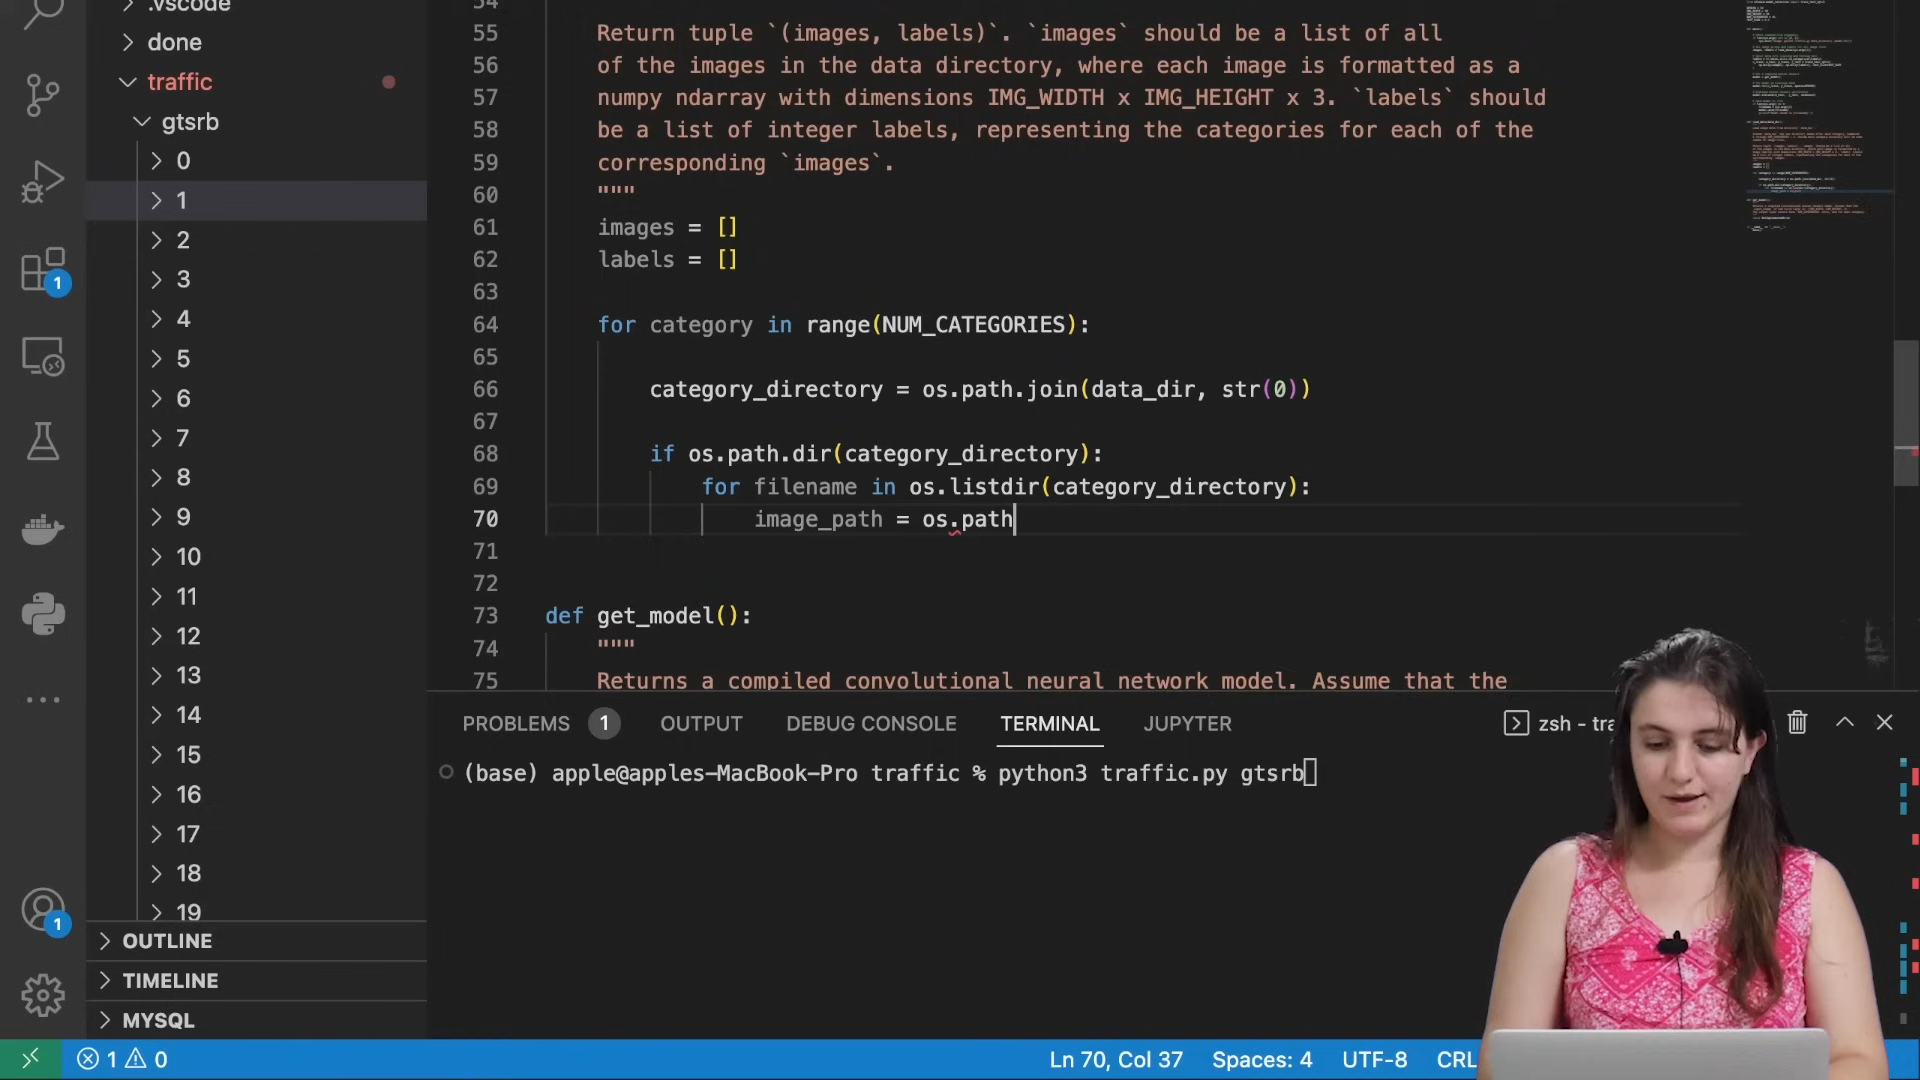 .vscode
done
traffic
gtsrb
0
1
2
3
4
5
6
7
8
9
10
11
12
13
14
15
16
17
18
19
OUTLINE
TIMELINE
MYSQL
1
1
54
55 Return tuple `(images, labels)`. `images` should be a list of all
56 of the images in the data directory, where each image is formatted as a
57 numpy ndarray with dimensions IMG_WIDTH x IMG_HEIGHT x 3. `labels` should
58 be a list of integer labels, representing the categories for each of the
59 corresponding `images`.
60 """
61 images = []
62 labels = []
63
64 for category in range(NUM_CATEGORIES):
65
66 category_directory = os.path.join(data_dir, str(0))
67
68 if os.path.dir(category_directory):
69 for filename in os.listdir(category_directory):
70 image_path = os.path
71
72
73 def get_model():
74 """
75 Returns a compiled convolutional neural network model. Assume that the
PROBLEMS 1 OUTPUT DEBUG CONSOLE TERMINAL JUPYTER zsh - tra
(base) apple@apples-MacBook-Pro traffic % python3 traffic.py gtsrb
1 0 Ln 70, Col 37 Spaces: 4 UTF-8 CRL